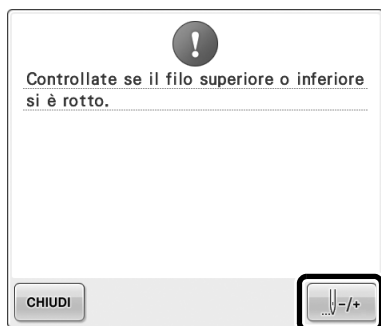 Controllate se il filo superiore o inferiore
si è rotto.
CHIUDI
-/+